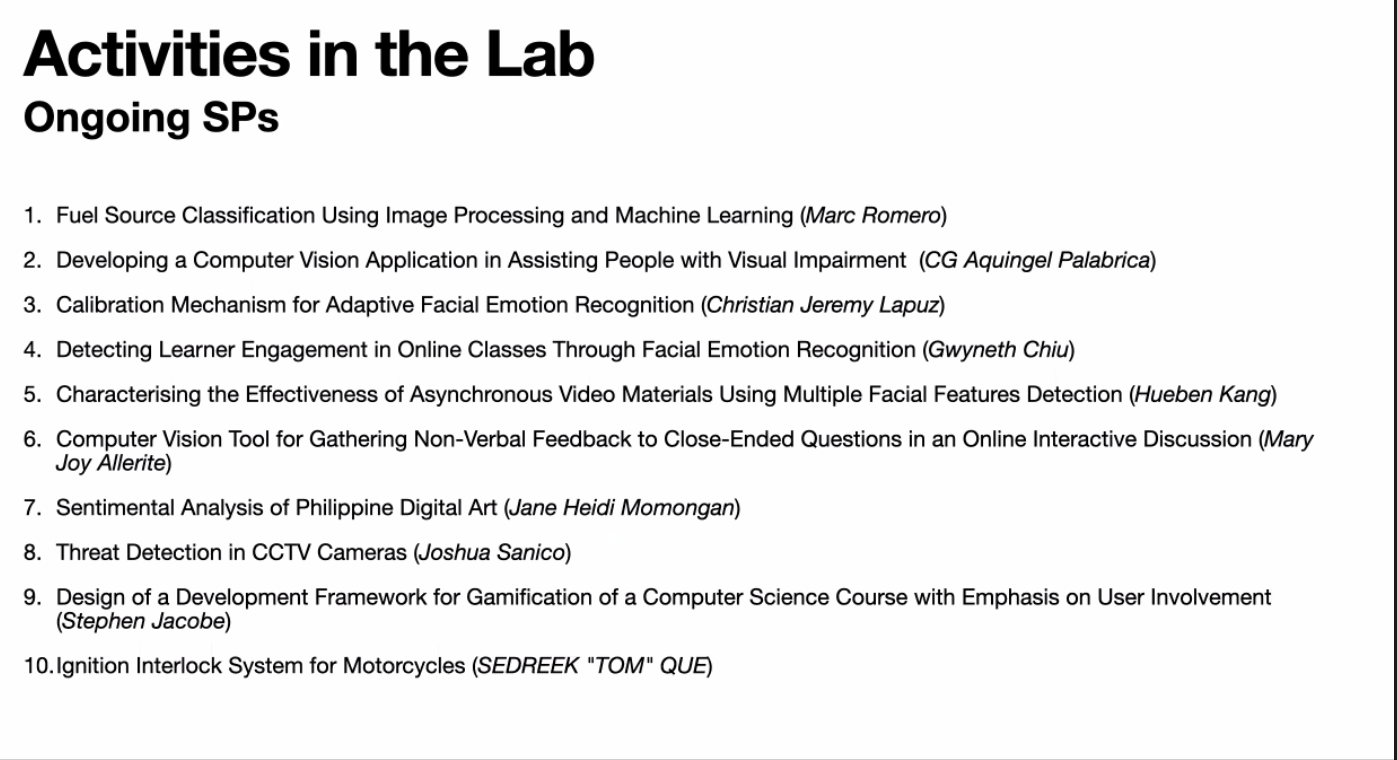 Activities in the Lab
Ongoing SPs
1. Fuel Source Classification Using Image Processing and Machine Learning (Marc Romero)
2. Developing a Computer Vision Application in Assisting People with Visual Impairment (CG Aquingel Palabrica)
3. Calibration Mechanism for Adaptive Facial Emotion Recognition (Christian Jeremy Lapuz)
4. Detecting Learner Engagement in Online Classes Through Facial Emotion Recognition (Gwyneth Chiu)
5. Characterising the Effectiveness of Asynchronous Video Materials Using Multiple Facial Features Detection (Hueben Kang)
6. Computer Vision Tool for Gathering Non-Verbal Feedback to Close-Ended Questions in an Online Interactive Discussion (Mary
Joy Allerite)
7. Sentimental Analysis of Philippine Digital Art (Jane Heidi Momongan)
8. Threat Detection in CCTV Cameras (Joshua Sanico)
9. Design of a Development Framework for Gamification of a Computer Science Course with Emphasis on User Involvement
(Stephen Jacobe)
10. Ignition Interlock System for Motorcycles (SEDREEK "TOM" QUE)